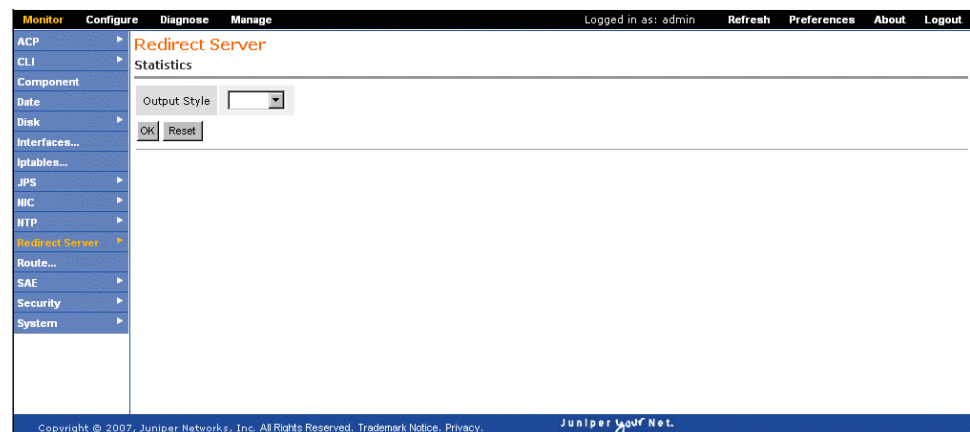 Monitor Configure Diagnose Manage Logged in as: admin Refresh Preferences About Logout
ACP
CLI
Component
Date
Disk
Interfaces...
Iptables...
JPS
NIC
NTP
Redirect Server
Route...
SAE
Security
System
Redirect Server
Statistics
Output Style
OK Reset
Copyright © 2007, Juniper Networks, Inc. All Rights Reserved. Trademark Notice. Privacy.
Juniper your Net.